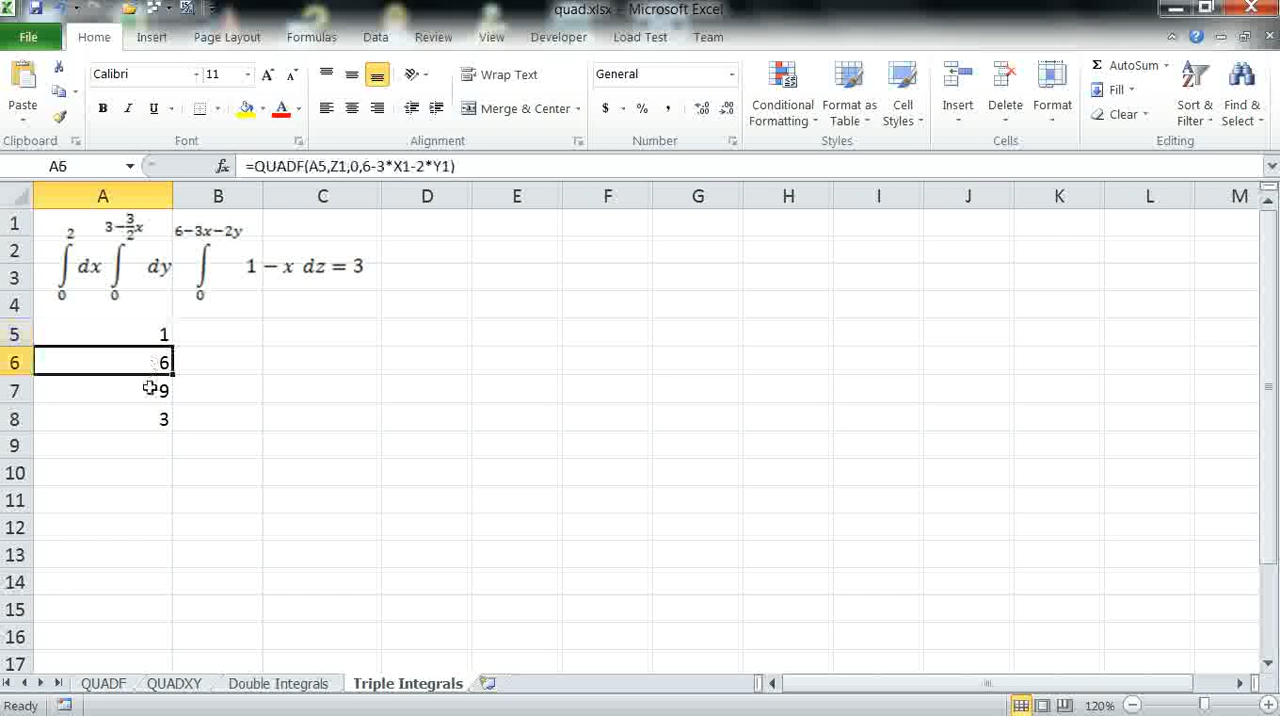 quad.xlsx - Microsoft Excel
File Home Insert Page Layout Formulas Data Review View Developer Load Test Team
Calibri 11 Wrap Text General AutoSum
Paste B I U Merge & Center $ % , Conditional Formatting Format as Table Cell Styles Insert Delete Format Fill Clear Sort & Filter Find & Select
Clipboard Font Alignment Number Styles Cells Editing
A6 fx =QUADF(A5,Z1,0,6-3*X1-2*Y1)
A B C D E F G H I J K L M
1
2
3
4
∫₀² dx ∫₀^(3−3/2x) dy ∫₀^(6−3x−2y) 1 − x dz = 3
5 1
6 6
7 9
8 3
9
10
11
12
13
14
15
16
17
QUADF QUADXY Double Integrals Triple Integrals
Ready 120%